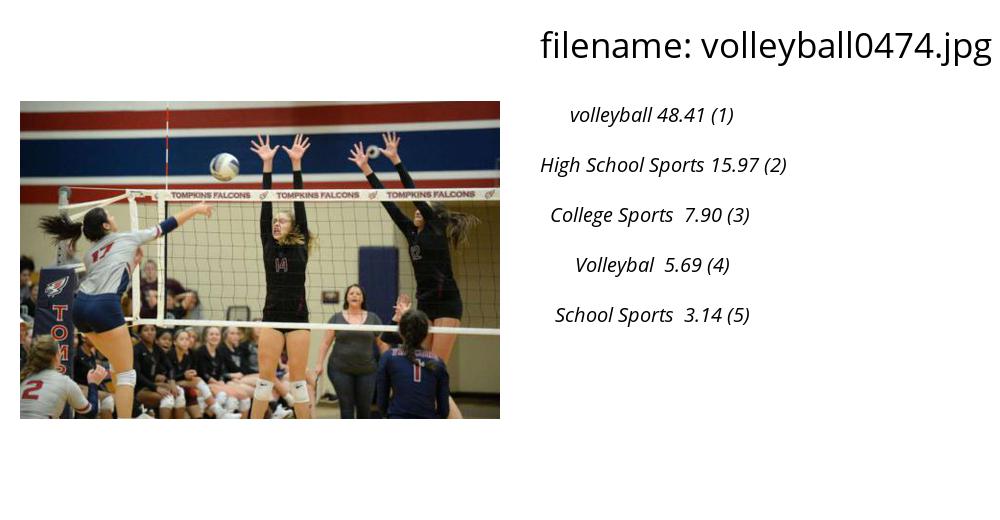 filename: volleyball0474.jpg
volleyball 48.41 (1)
High School Sports 15.97 (2)
College Sports 7.90 (3)
Volleybal 5.69 (4)
School Sports 3.14 (5)
TOMPKINS FALCONS TOMPKINS FALCONS TOMPKINS FALCONS
17
14
2
TOMP
1
2